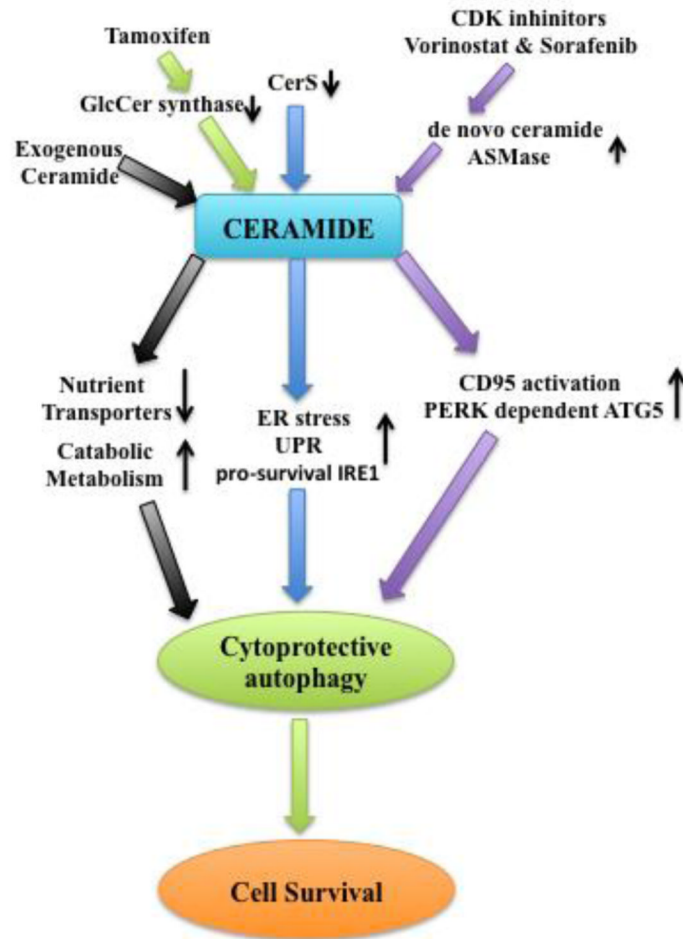 Tamoxifen
GlcCer synthase
CerS
CDK inhinitors
Vorinostat & Sorafenib
de novo ceramide
ASMase
Exogenous
Ceramide
CERAMIDE
Nutrient
Transporters
Catabolic
Metabolism
ER stress
UPR
pro-survival IRE1
CD95 activation
PERK dependent ATG5
Cytoprotective
autophagy
Cell Survival